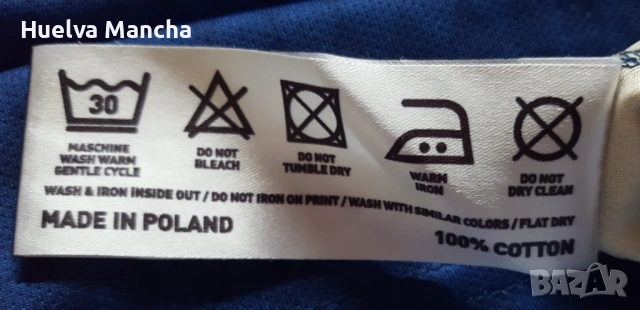 Huelva Mancha
30
MASCHINE
WASH WARM
GENTLE CYCLE
DO NOT
BLEACH
DO NOT
TUMBLE DRY
WARM
IRON
DO NOT
DRY CLEAN
WASH & IRON INSIDE OUT / DO NOT IRON ON PRINT / WASH WITH SIMILAR COLORS / FLAT DRY
MADE IN POLAND
100% COTTON
BAZAR